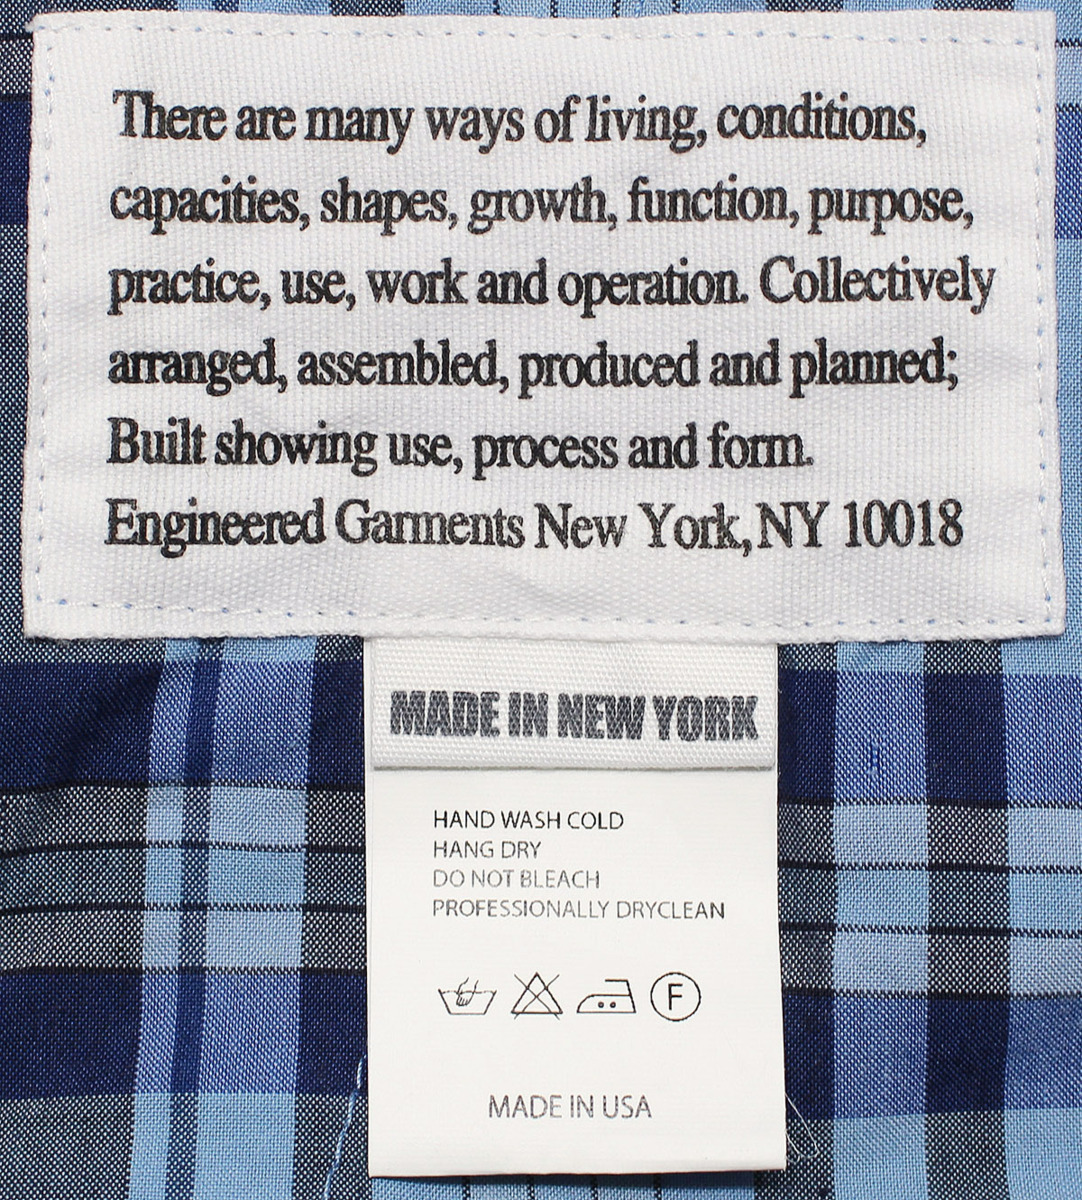 There are many ways of living, conditions,
capacities, shapes, growth, function, purpose,
practice, use, work and operation. Collectively
arranged, assembled, produced and planned;
Built showing use, process and form.
Engineered Garments New York, NY 10018
MADE IN NEW YORK
HAND WASH COLD
HANG DRY
DO NOT BLEACH
PROFESSIONALLY DRYCLEAN
F
MADE IN USA